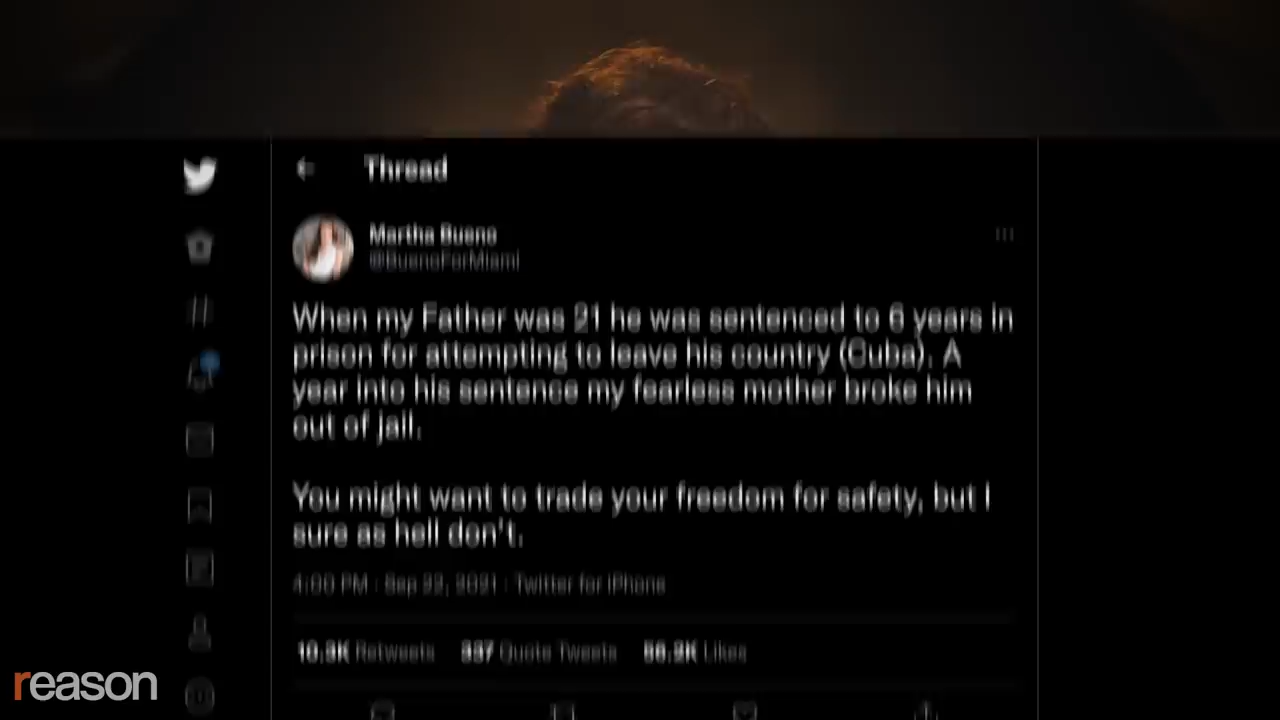 Thread
Martha Bueno
@BuenoForMiami
When my Father was 21 he was sentenced to 6 years in
prison for attempting to leave his country (Cuba). A
year into his sentence my fearless mother broke him
out of jail.
You might want to trade your freedom for safety, but I
sure as hell don't.
4:00 PM · Sep 22, 2021 · Twitter for iPhone
Retweets
337 Quote Tweets
Likes
reason